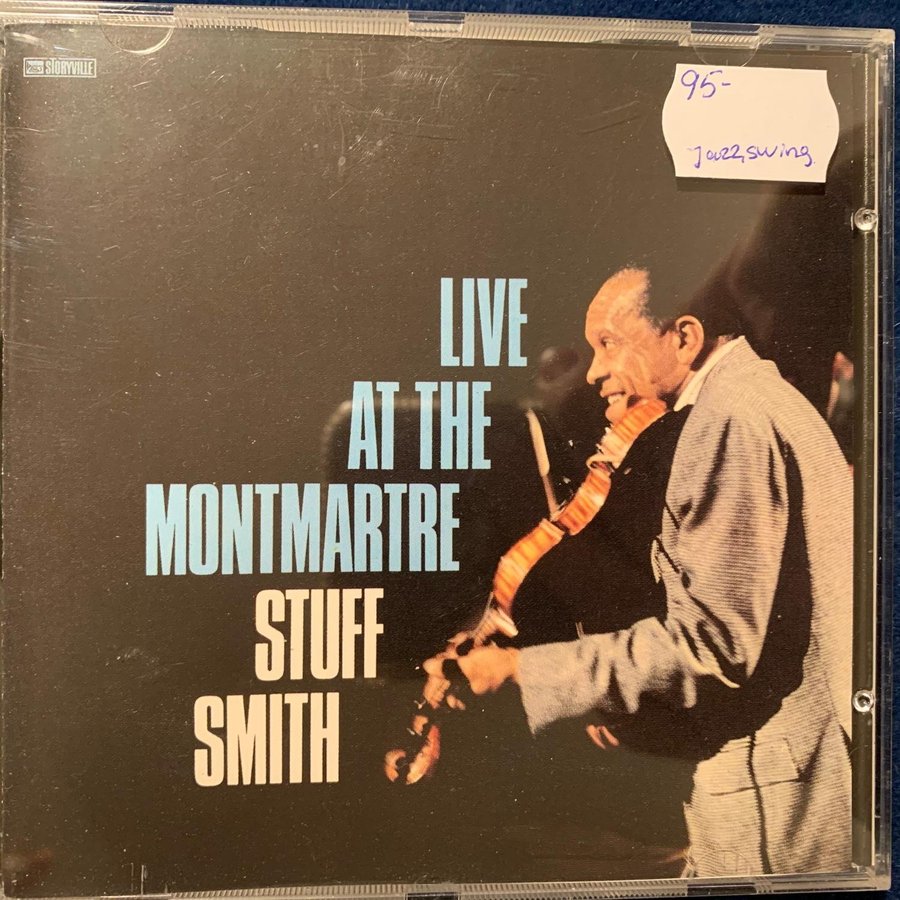 STORYVILLE
95-
Jazz, swing
LIVE
AT THE
MONTMARTRE
STUFF
SMITH